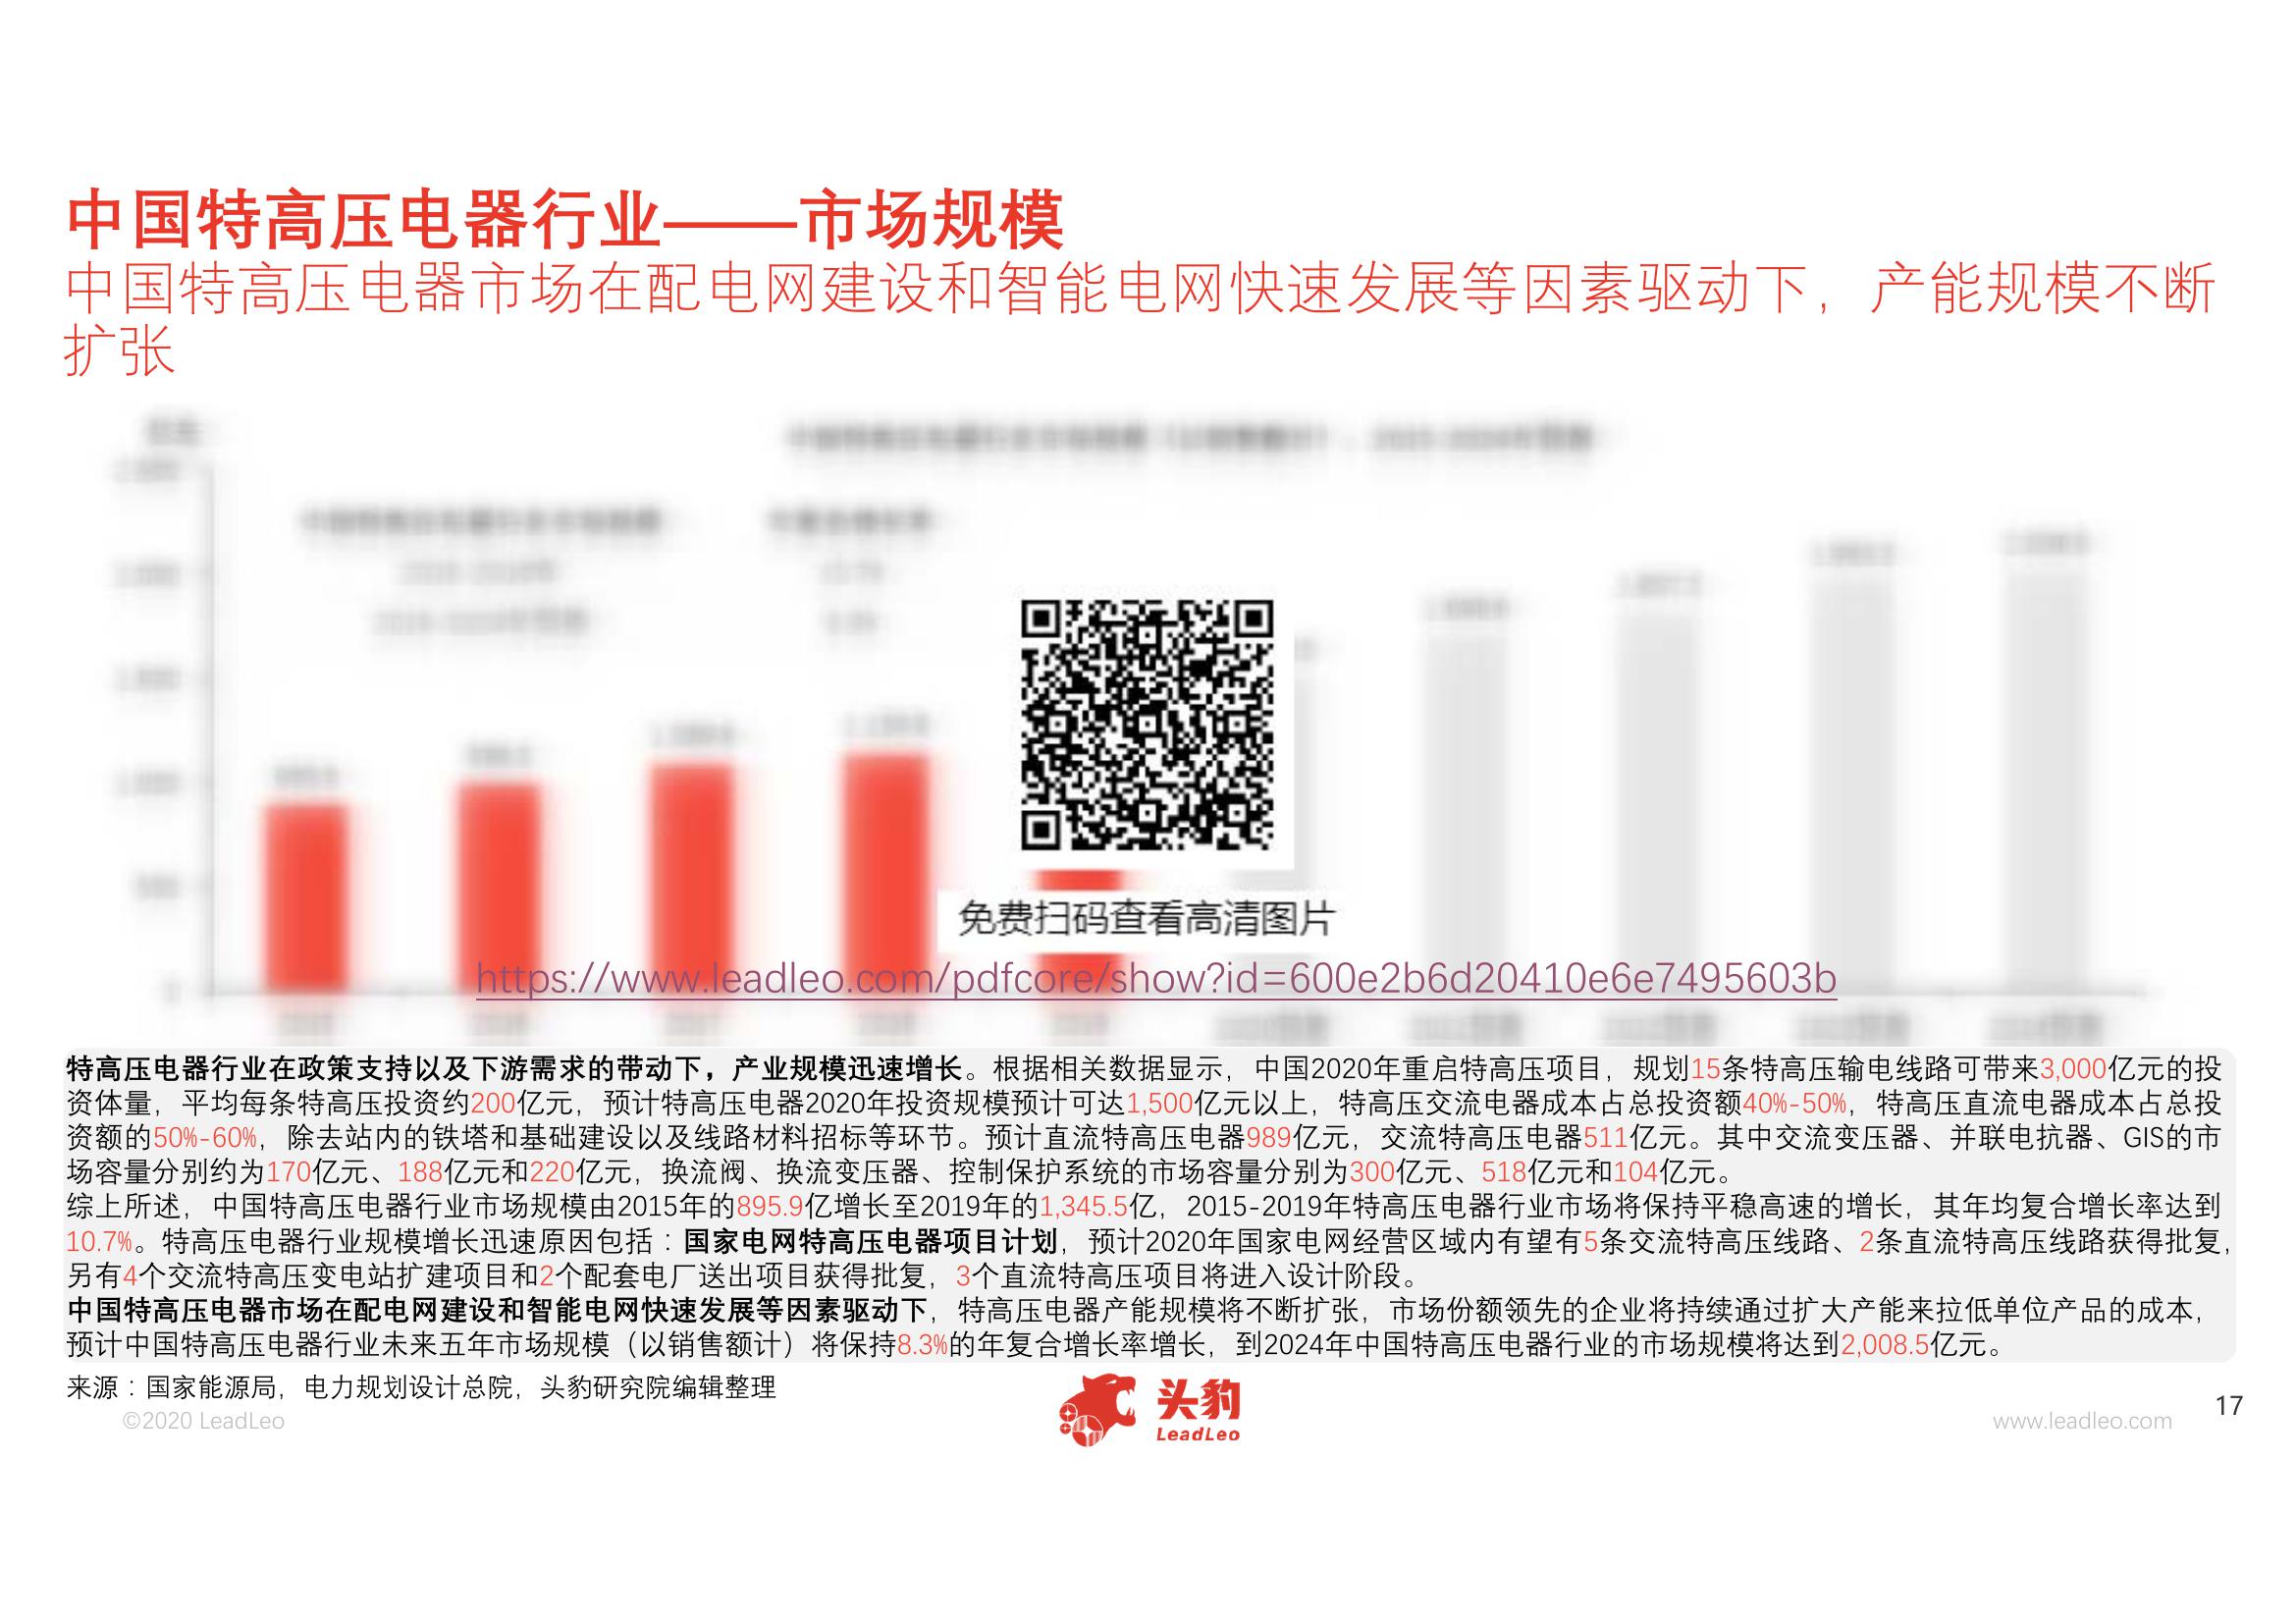 中国特高压电器行业——市场规模
中国特高压电器市场在配电网建设和智能电网快速发展等因素驱动下，产能规模不断
扩张
免费扫码查看高清图片
https://www.leadleo.com/pdfcore/show?id=600e2b6d20410e6e7495603b
特高压电器行业在政策支持以及下游需求的带动下，产业规模迅速增长。根据相关数据显示，中国2020年重启特高压项目，规划15条特高压输电线路可带来3,000亿元的投
资体量，平均每条特高压投资约200亿元，预计特高压电器2020年投资规模预计可达1,500亿元以上，特高压交流电器成本占总投资额40%-50%，特高压直流电器成本占总投
资额的50%-60%，除去站内的铁塔和基础建设以及线路材料招标等环节。预计直流特高压电器989亿元，交流特高压电器511亿元。其中交流变压器、并联电抗器、GIS的市
场容量分别约为170亿元、188亿元和220亿元，换流阀、换流变压器、控制保护系统的市场容量分别为300亿元、518亿元和104亿元。
综上所述，中国特高压电器行业市场规模由2015年的895.9亿增长至2019年的1,345.5亿，2015-2019年特高压电器行业市场将保持平稳高速的增长，其年均复合增长率达到
10.7%。特高压电器行业规模增长迅速原因包括：国家电网特高压电器项目计划，预计2020年国家电网经营区域内有望有5条交流特高压线路、2条直流特高压线路获得批复，
另有4个交流特高压变电站扩建项目和2个配套电厂送出项目获得批复，3个直流特高压项目将进入设计阶段。
中国特高压电器市场在配电网建设和智能电网快速发展等因素驱动下，特高压电器产能规模将不断扩张，市场份额领先的企业将持续通过扩大产能来拉低单位产品的成本，
预计中国特高压电器行业未来五年市场规模（以销售额计）将保持8.3%的年复合增长率增长，到2024年中国特高压电器行业的市场规模将达到2,008.5亿元。
来源：国家能源局，电力规划设计总院，头豹研究院编辑整理
©2020 LeadLeo
头豹
LeadLeo
www.leadleo.com
17